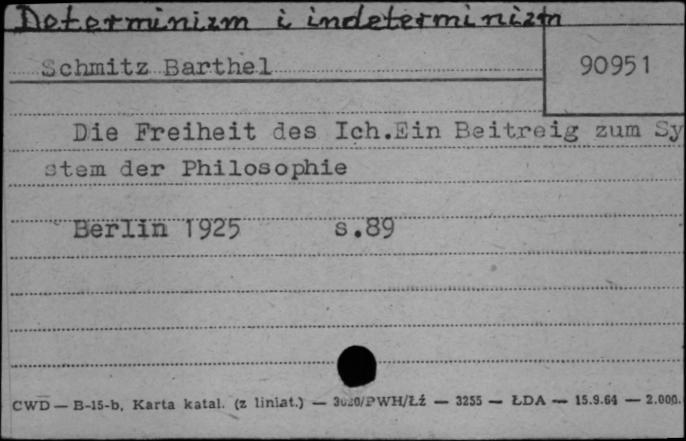 Determinizm i indeterminizm
Schmitz Barthel
90951
Die Freiheit des Ich.Ein Beitreig zum Sy
stem der Philosophie
Berlin 1925 s.89
CWD — B-15-b, Karta katal. (z liniat.) — 3020/PWH/Łź — 3255 — ŁDA — 15.9.64 — 2.000.